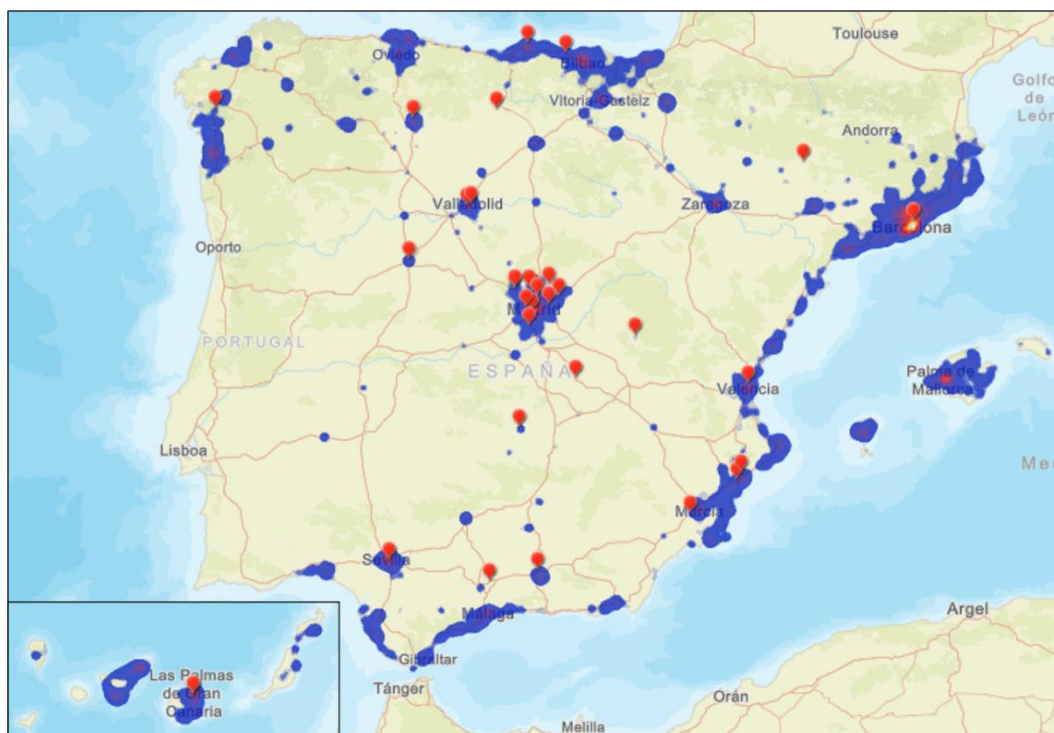 Toulouse
Oviedo
Bilbao
Vitoria-Gasteiz
Golfo
de
León
Andorra
Valladolid
Zaragoza
Barcelona
Oporto
Madrid
PORTUGAL
ESPAÑA
Valencia
Palma de
Mallorca
Lisboa
Me
Murcia
Sevilla
Málaga
Gibraltar
Argel
Las Palmas
de Gran
Canaria
Tánger
Orán
Melilla